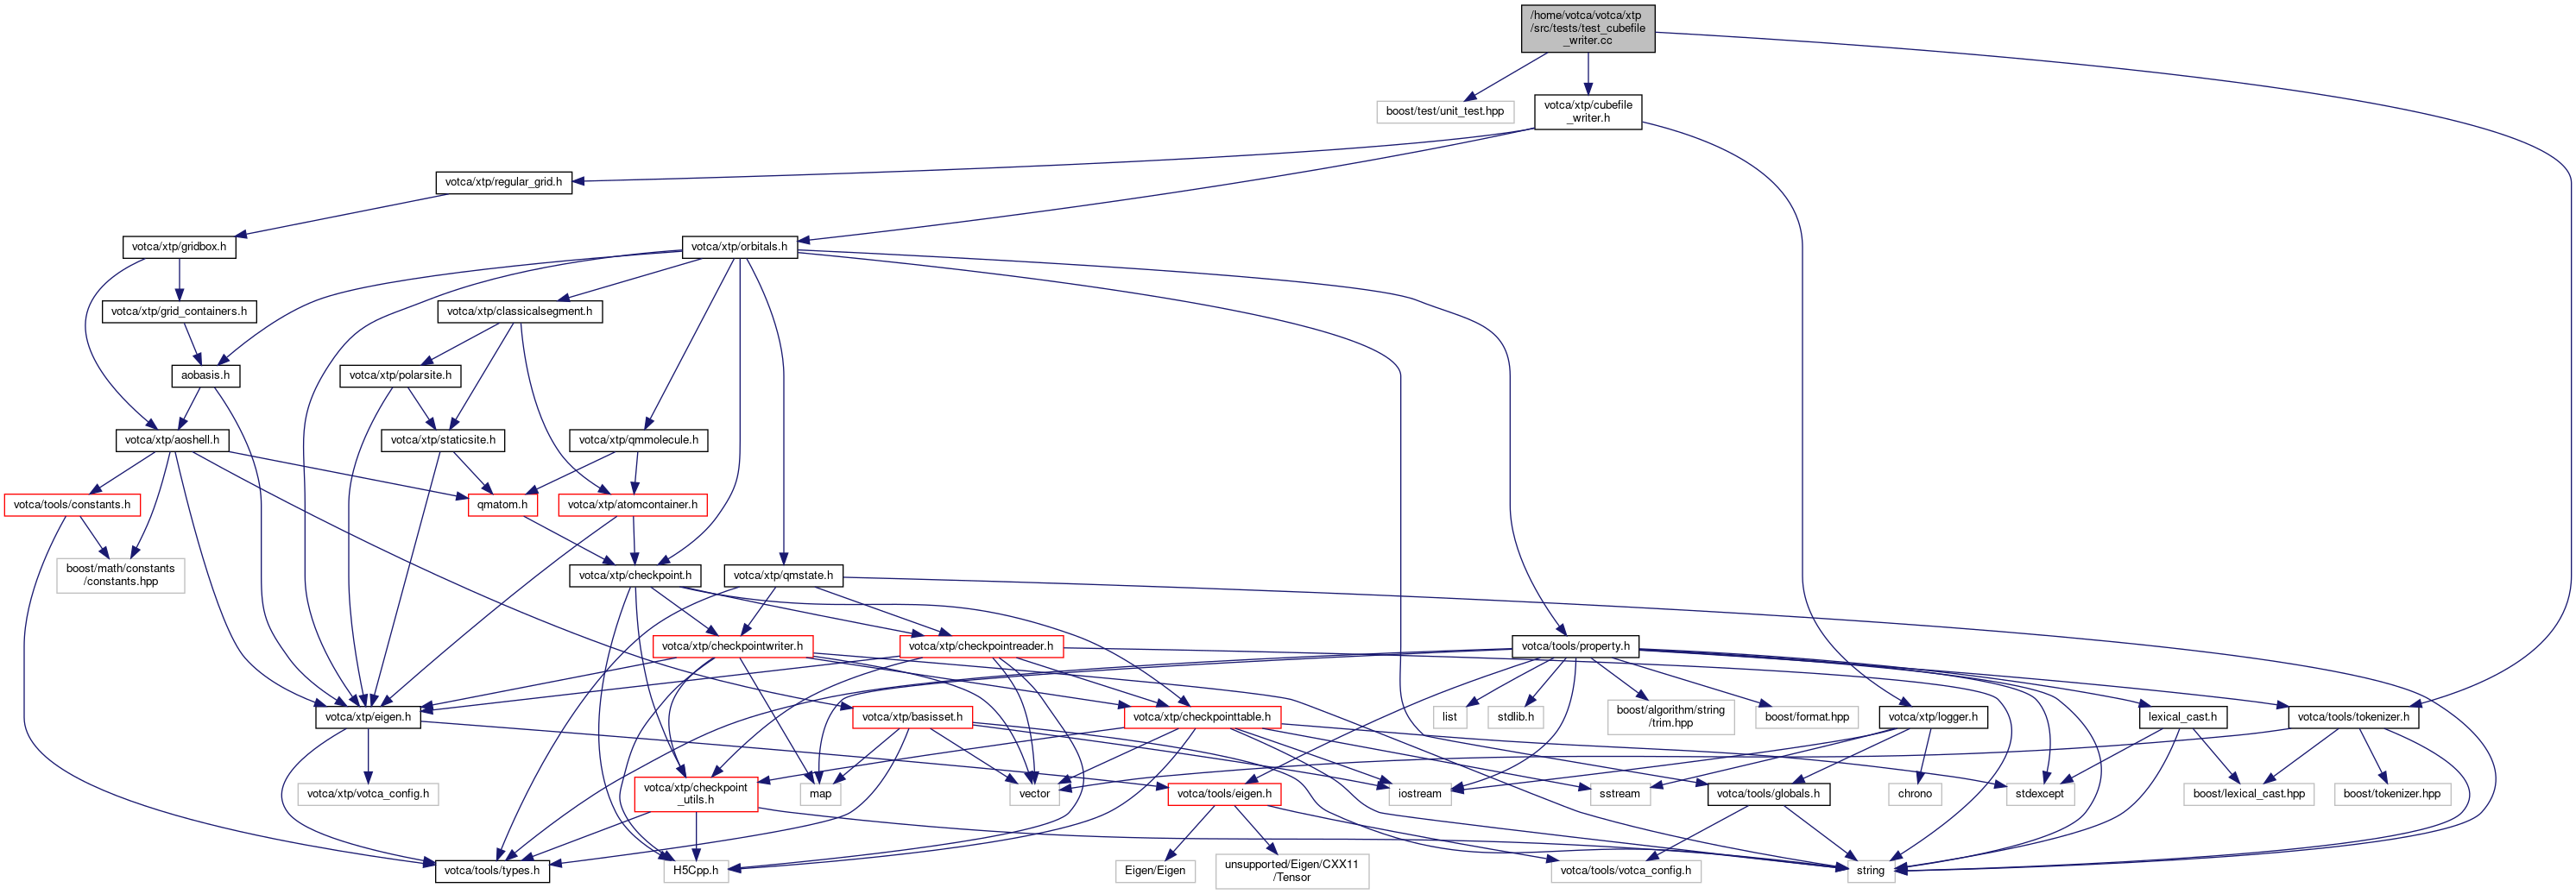 /home/votca/votca/xtp
/src/tests/test_cubefile
_writer.cc
boost/test/unit_test.hpp
votca/xtp/cubefile
_writer.h
votca/xtp/regular_grid.h
votca/xtp/gridbox.h
votca/xtp/orbitals.h
votca/xtp/grid_containers.h
votca/xtp/classicalsegment.h
aobasis.h
votca/xtp/polarsite.h
votca/xtp/aoshell.h
votca/xtp/staticsite.h
votca/xtp/qmmolecule.h
votca/tools/constants.h
qmatom.h
votca/xtp/atomcontainer.h
boost/math/constants
/constants.hpp
votca/xtp/checkpoint.h
votca/xtp/qmstate.h
votca/xtp/checkpointwriter.h
votca/xtp/checkpointreader.h
votca/tools/property.h
votca/xtp/eigen.h
votca/xtp/basisset.h
votca/xtp/checkpointtable.h
list
stdlib.h
boost/algorithm/string
/trim.hpp
boost/format.hpp
votca/xtp/logger.h
lexical_cast.h
votca/tools/tokenizer.h
votca/xtp/votca_config.h
votca/xtp/checkpoint
_utils.h
map
vector
votca/tools/eigen.h
iostream
sstream
votca/tools/globals.h
chrono
stdexcept
boost/lexical_cast.hpp
boost/tokenizer.hpp
votca/tools/types.h
H5Cpp.h
Eigen/Eigen
unsupported/Eigen/CXX11
/Tensor
votca/tools/votca_config.h
string